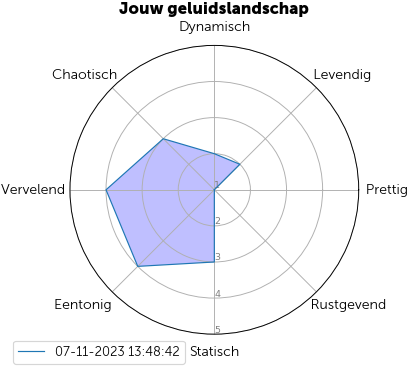 Jouw geluidslandschap
Dynamisch
Chaotisch
Levendig
Vervelend
1
Prettig
2
3
4
Eentonig
Rustgevend
5
07-11-2023 13:48:42
Statisch